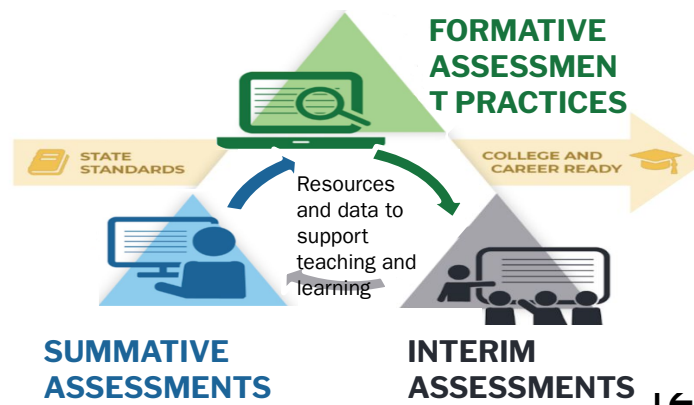 FORMATIVE
ASSESSMEN
T PRACTICES
STATE
STANDARDS
COLLEGE AND
CAREER READY
Resources
and data to
support
teaching and
learning
SUMMATIVE
ASSESSMENTS
INTERIM
ASSESSMENTS